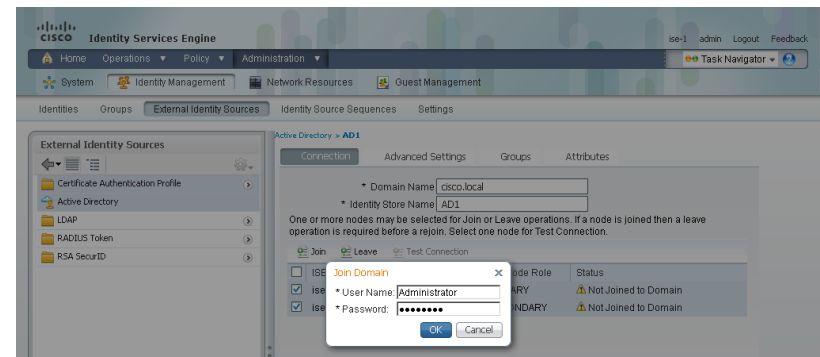 cisco Identity Services Engine
ise-1 admin Logout Feedback
Home Operations ▼ Policy ▼ Administration ▼
Task Navigator ▼
System Identity Management Network Resources Guest Management
Identities Groups External Identity Sources Identity Source Sequences Settings
External Identity Sources
Certificate Authentication Profile
Active Directory
LDAP
RADIUS Token
RSA SecurID
Active Directory > AD1
Connection Advanced Settings Groups Attributes
* Domain Name cisco.local
* Identity Store Name AD1
One or more nodes may be selected for Join or Leave operations. If a node is joined then a leave
operation is required before a rejoin. Select one node for Test Connection.
Join Leave Test Connection
ISE ode Role Status
ise ARY Not Joined to Domain
ise ONDARY Not Joined to Domain
Join Domain
* User Name: Administrator
* Password: ••••••••
OK Cancel